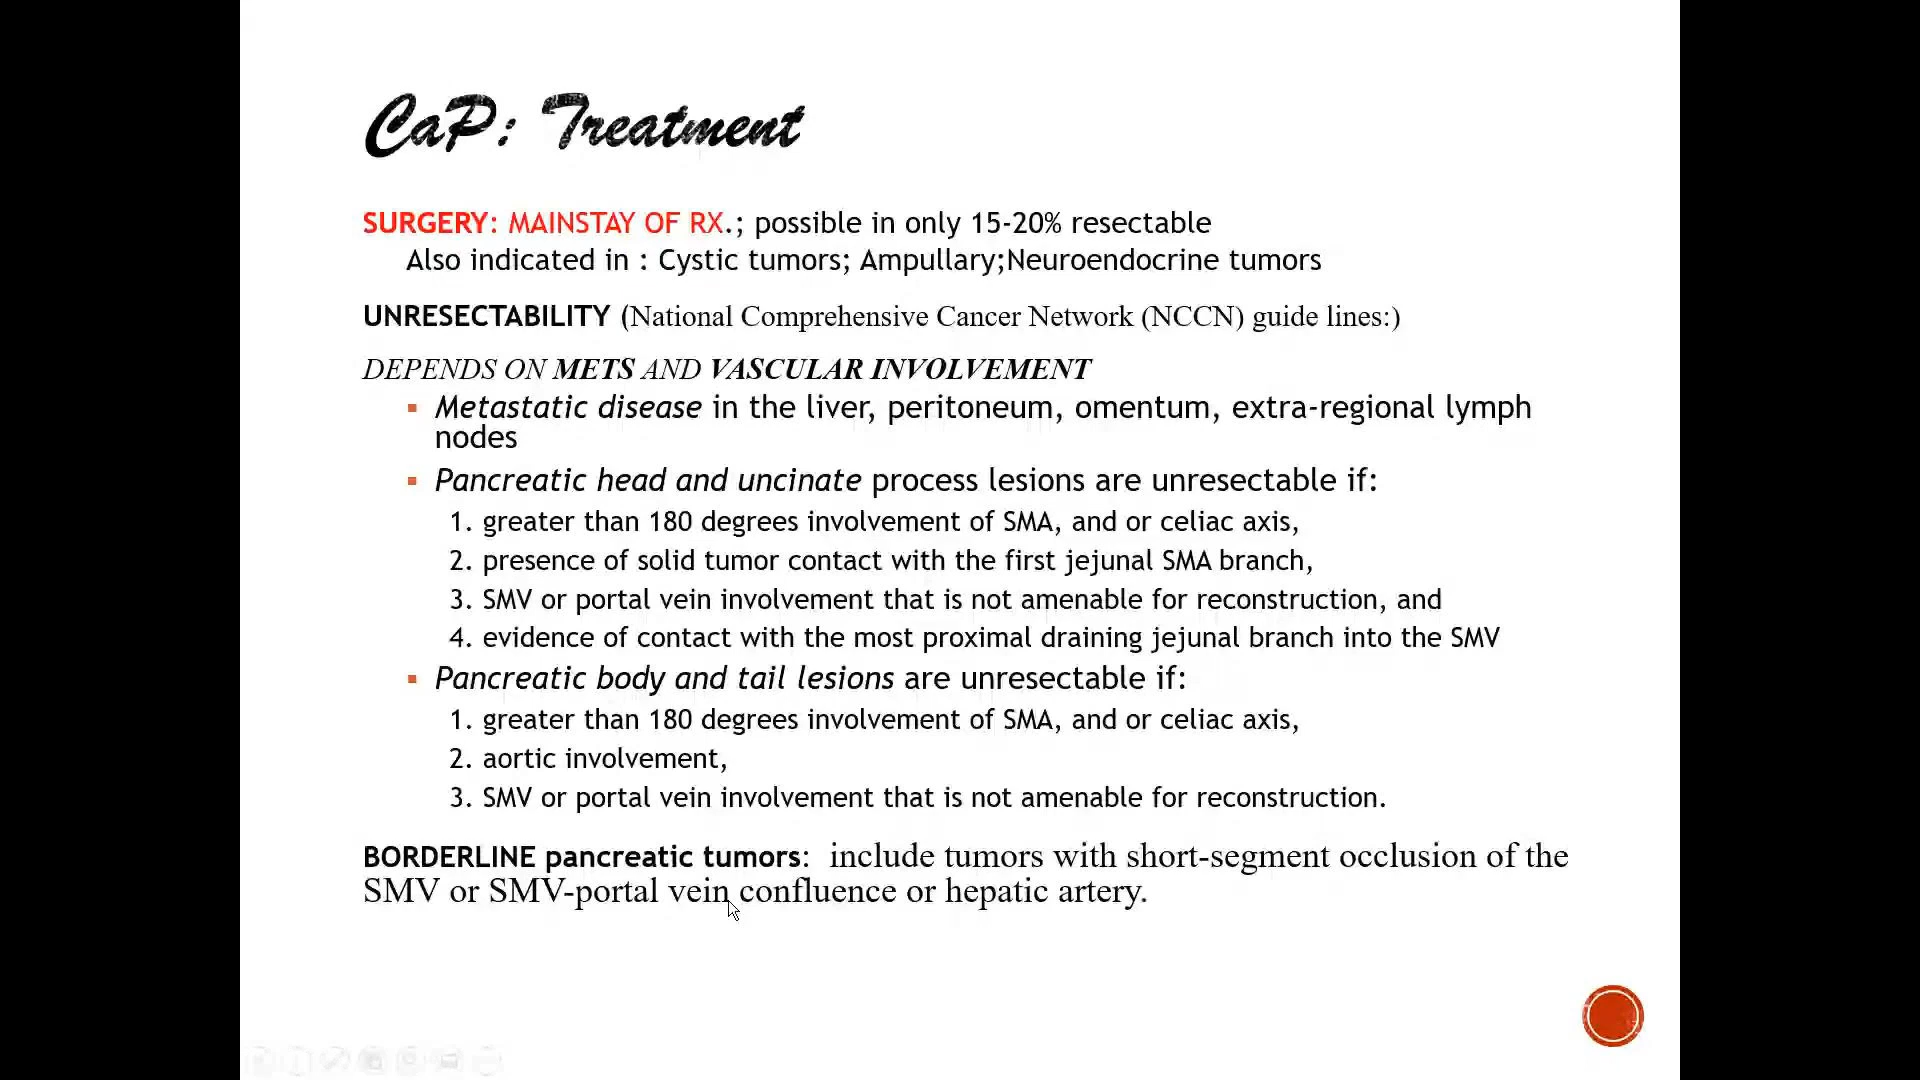 CaP: Treatment
SURGERY: MAINSTAY OF RX.; possible in only 15-20% resectable
Also indicated in : Cystic tumors; Ampullary;Neuroendocrine tumors
UNRESECTABILITY (National Comprehensive Cancer Network (NCCN) guide lines:)
DEPENDS ON METS AND VASCULAR INVOLVEMENT
▪ Metastatic disease in the liver, peritoneum, omentum, extra-regional lymph
nodes
▪ Pancreatic head and uncinate process lesions are unresectable if:
1. greater than 180 degrees involvement of SMA, and or celiac axis,
2. presence of solid tumor contact with the first jejunal SMA branch,
3. SMV or portal vein involvement that is not amenable for reconstruction, and
4. evidence of contact with the most proximal draining jejunal branch into the SMV
▪ Pancreatic body and tail lesions are unresectable if:
1. greater than 180 degrees involvement of SMA, and or celiac axis,
2. aortic involvement,
3. SMV or portal vein involvement that is not amenable for reconstruction.
BORDERLINE pancreatic tumors: include tumors with short-segment occlusion of the
SMV or SMV-portal vein confluence or hepatic artery.